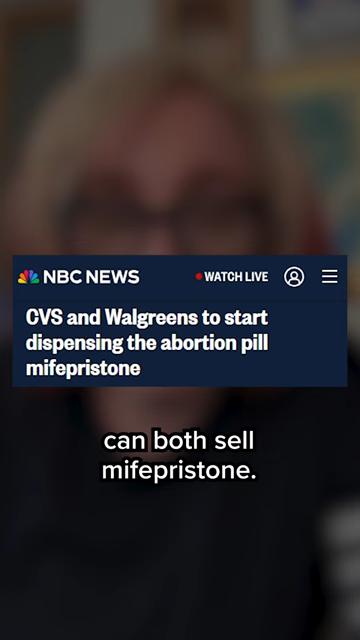 NBC NEWS
WATCH LIVE
CVS and Walgreens to start
dispensing the abortion pill
mifepristone
can both sell
mifepristone.